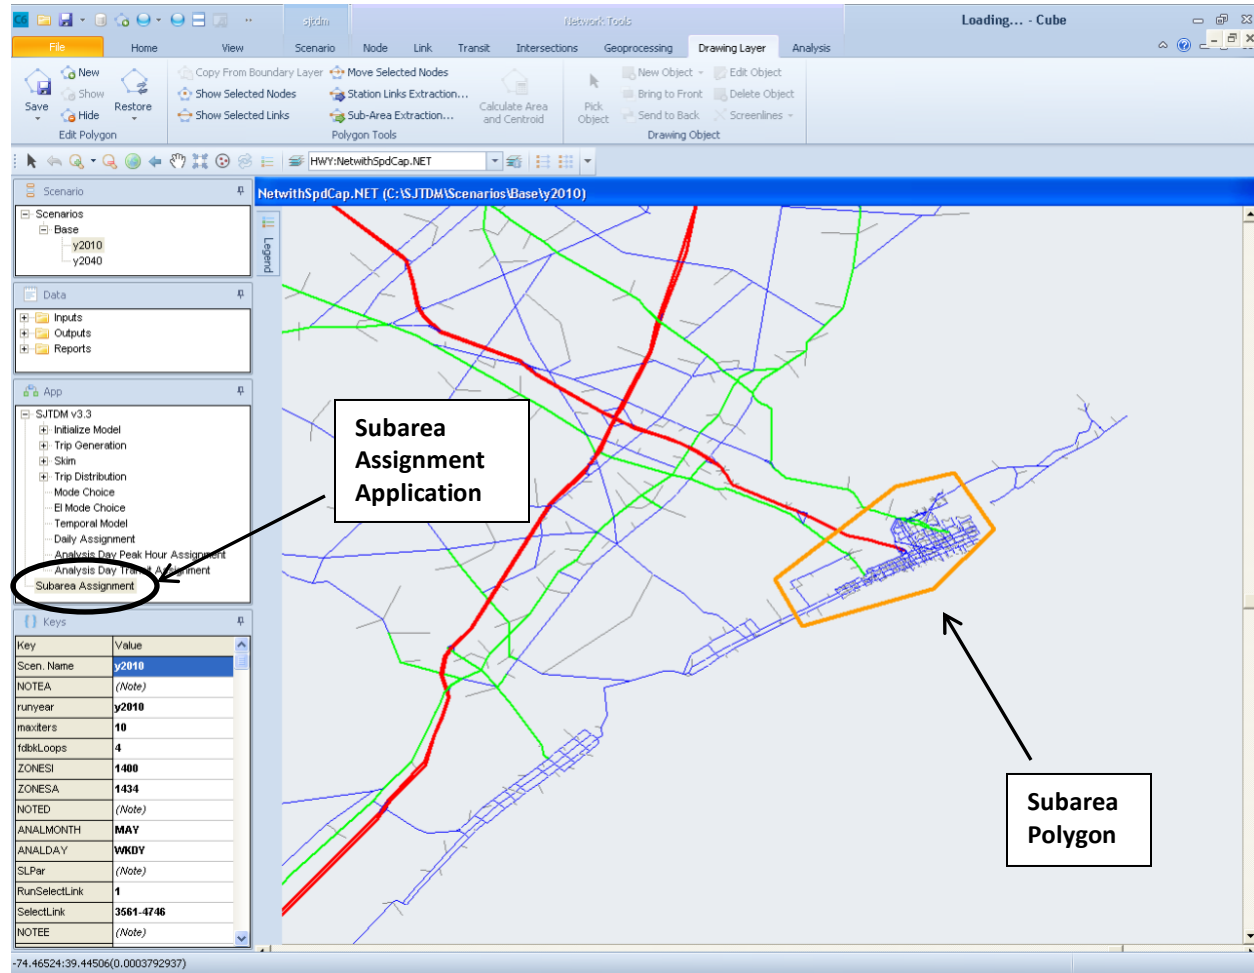 C6
sjtdm
Network Tools
Loading... - Cube
File
Home
View
Scenario
Node
Link
Transit
Intersections
Geoprocessing
Drawing Layer
Analysis
Save
New
Show
Hide
Restore
Edit Polygon
Copy From Boundary Layer
Show Selected Nodes
Show Selected Links
Move Selected Nodes
Station Links Extraction...
Sub-Area Extraction...
Polygon Tools
Calculate Area
and Centroid
Pick
Object
New Object
Bring to Front
Send to Back
Edit Object
Delete Object
Screenlines
Drawing Object
HWY:NetwithSpdCap.NET
Scenario
Scenarios
Base
y2010
y2040
Data
Inputs
Outputs
Reports
App
SJTDM v3.3
Initialize Model
Trip Generation
Skim
Trip Distribution
Mode Choice
EI Mode Choice
Temporal Model
Daily Assignment
Analysis Day Peak Hour Assignment
Analysis Day Transit Assignment
Subarea Assignment
Keys
Key Value
Scen. Name y2010
NOTEA (Note)
runyear y2010
maxiters 10
fdbkLoops 4
ZONESI 1400
ZONESA 1434
NOTED (Note)
ANALMONTH MAY
ANALDAY WKDY
SLPar (Note)
RunSelectLink 1
SelectLink 3561-4746
NOTEE (Note)
NetwithSpdCap.NET (C:\SJTDM\Scenarios\Base\y2010)
Legend
Subarea
Assignment
Application
Subarea
Polygon
-74.46524:39.44506(0.0003792937)